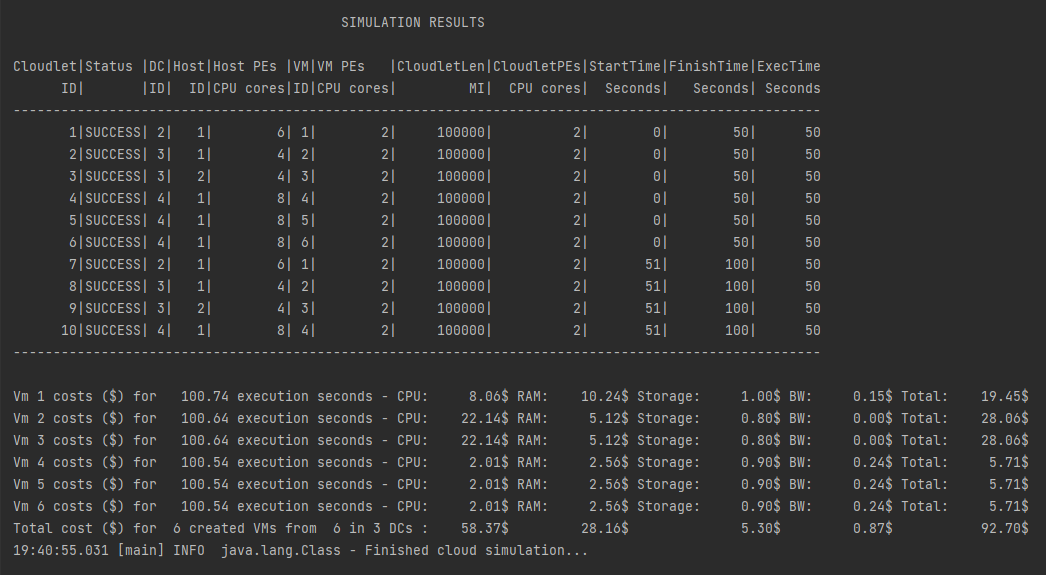 SIMULATION RESULTS
Cloudlet|Status |DC|Host|Host PEs |VM|VM PEs   |CloudletLen|CloudletPEs|StartTime|FinishTime|ExecTime
      ID|       |ID|  ID|CPU cores|ID|CPU cores|         MI|  CPU cores|  Seconds|   Seconds| Seconds
-----------------------------------------------------------------------------------------------------
       1|SUCCESS| 2|   1|        6| 1|        2|     100000|          2|        0|        50|      50
       2|SUCCESS| 3|   1|        4| 2|        2|     100000|          2|        0|        50|      50
       3|SUCCESS| 3|   2|        4| 3|        2|     100000|          2|        0|        50|      50
       4|SUCCESS| 4|   1|        8| 4|        2|     100000|          2|        0|        50|      50
       5|SUCCESS| 4|   1|        8| 5|        2|     100000|          2|        0|        50|      50
       6|SUCCESS| 4|   1|        8| 6|        2|     100000|          2|        0|        50|      50
       7|SUCCESS| 2|   1|        6| 1|        2|     100000|          2|       51|       100|      50
       8|SUCCESS| 3|   1|        4| 2|        2|     100000|          2|       51|       100|      50
       9|SUCCESS| 3|   2|        4| 3|        2|     100000|          2|       51|       100|      50
      10|SUCCESS| 4|   1|        8| 4|        2|     100000|          2|       51|       100|      50
-----------------------------------------------------------------------------------------------------
Vm 1 costs ($) for   100.74 execution seconds - CPU:     8.06$ RAM:    10.24$ Storage:     1.00$ BW:     0.15$ Total:    19.45$
Vm 2 costs ($) for   100.64 execution seconds - CPU:    22.14$ RAM:     5.12$ Storage:     0.80$ BW:     0.00$ Total:    28.06$
Vm 3 costs ($) for   100.64 execution seconds - CPU:    22.14$ RAM:     5.12$ Storage:     0.80$ BW:     0.00$ Total:    28.06$
Vm 4 costs ($) for   100.54 execution seconds - CPU:     2.01$ RAM:     2.56$ Storage:     0.90$ BW:     0.24$ Total:     5.71$
Vm 5 costs ($) for   100.54 execution seconds - CPU:     2.01$ RAM:     2.56$ Storage:     0.90$ BW:     0.24$ Total:     5.71$
Vm 6 costs ($) for   100.54 execution seconds - CPU:     2.01$ RAM:     2.56$ Storage:     0.90$ BW:     0.24$ Total:     5.71$
Total cost ($) for  6 created VMs from  6 in 3 DCs :    58.37$         28.16$              5.30$         0.87$           92.70$
19:40:55.031 [main] INFO  java.lang.Class - Finished cloud simulation...